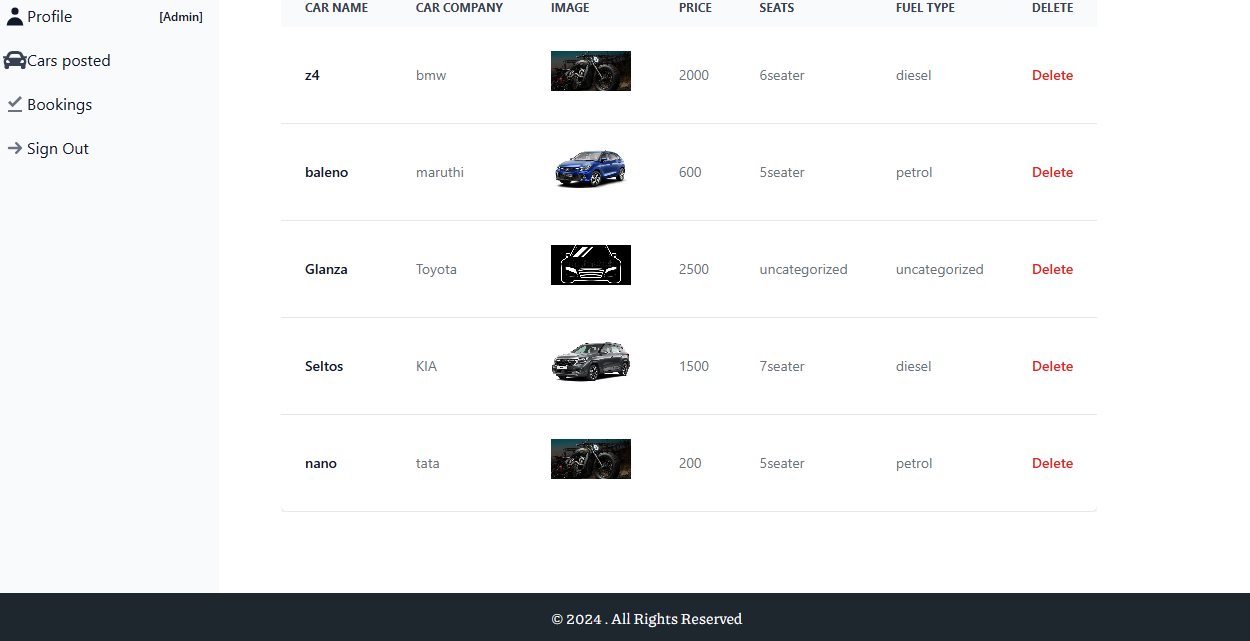 Profile [Admin]
Cars posted
Bookings
Sign Out
CAR NAME CAR COMPANY IMAGE PRICE SEATS FUEL TYPE DELETE
z4 bmw 2000 6seater diesel Delete
baleno maruthi 600 5seater petrol Delete
Glanza Toyota 2500 uncategorized uncategorized Delete
Seltos KIA 1500 7seater diesel Delete
nano tata 200 5seater petrol Delete
© 2024 . All Rights Reserved